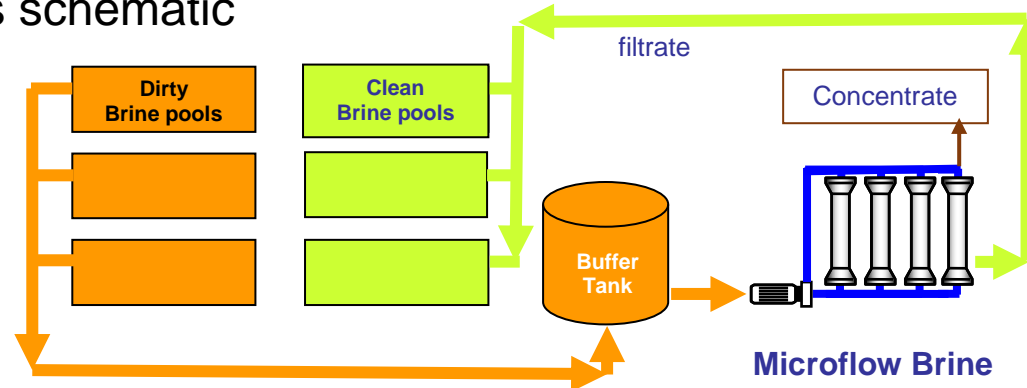 s schematic
filtrate
Dirty
Brine pools
Clean
Brine pools
Concentrate
Buffer
Tank
Microflow Brine